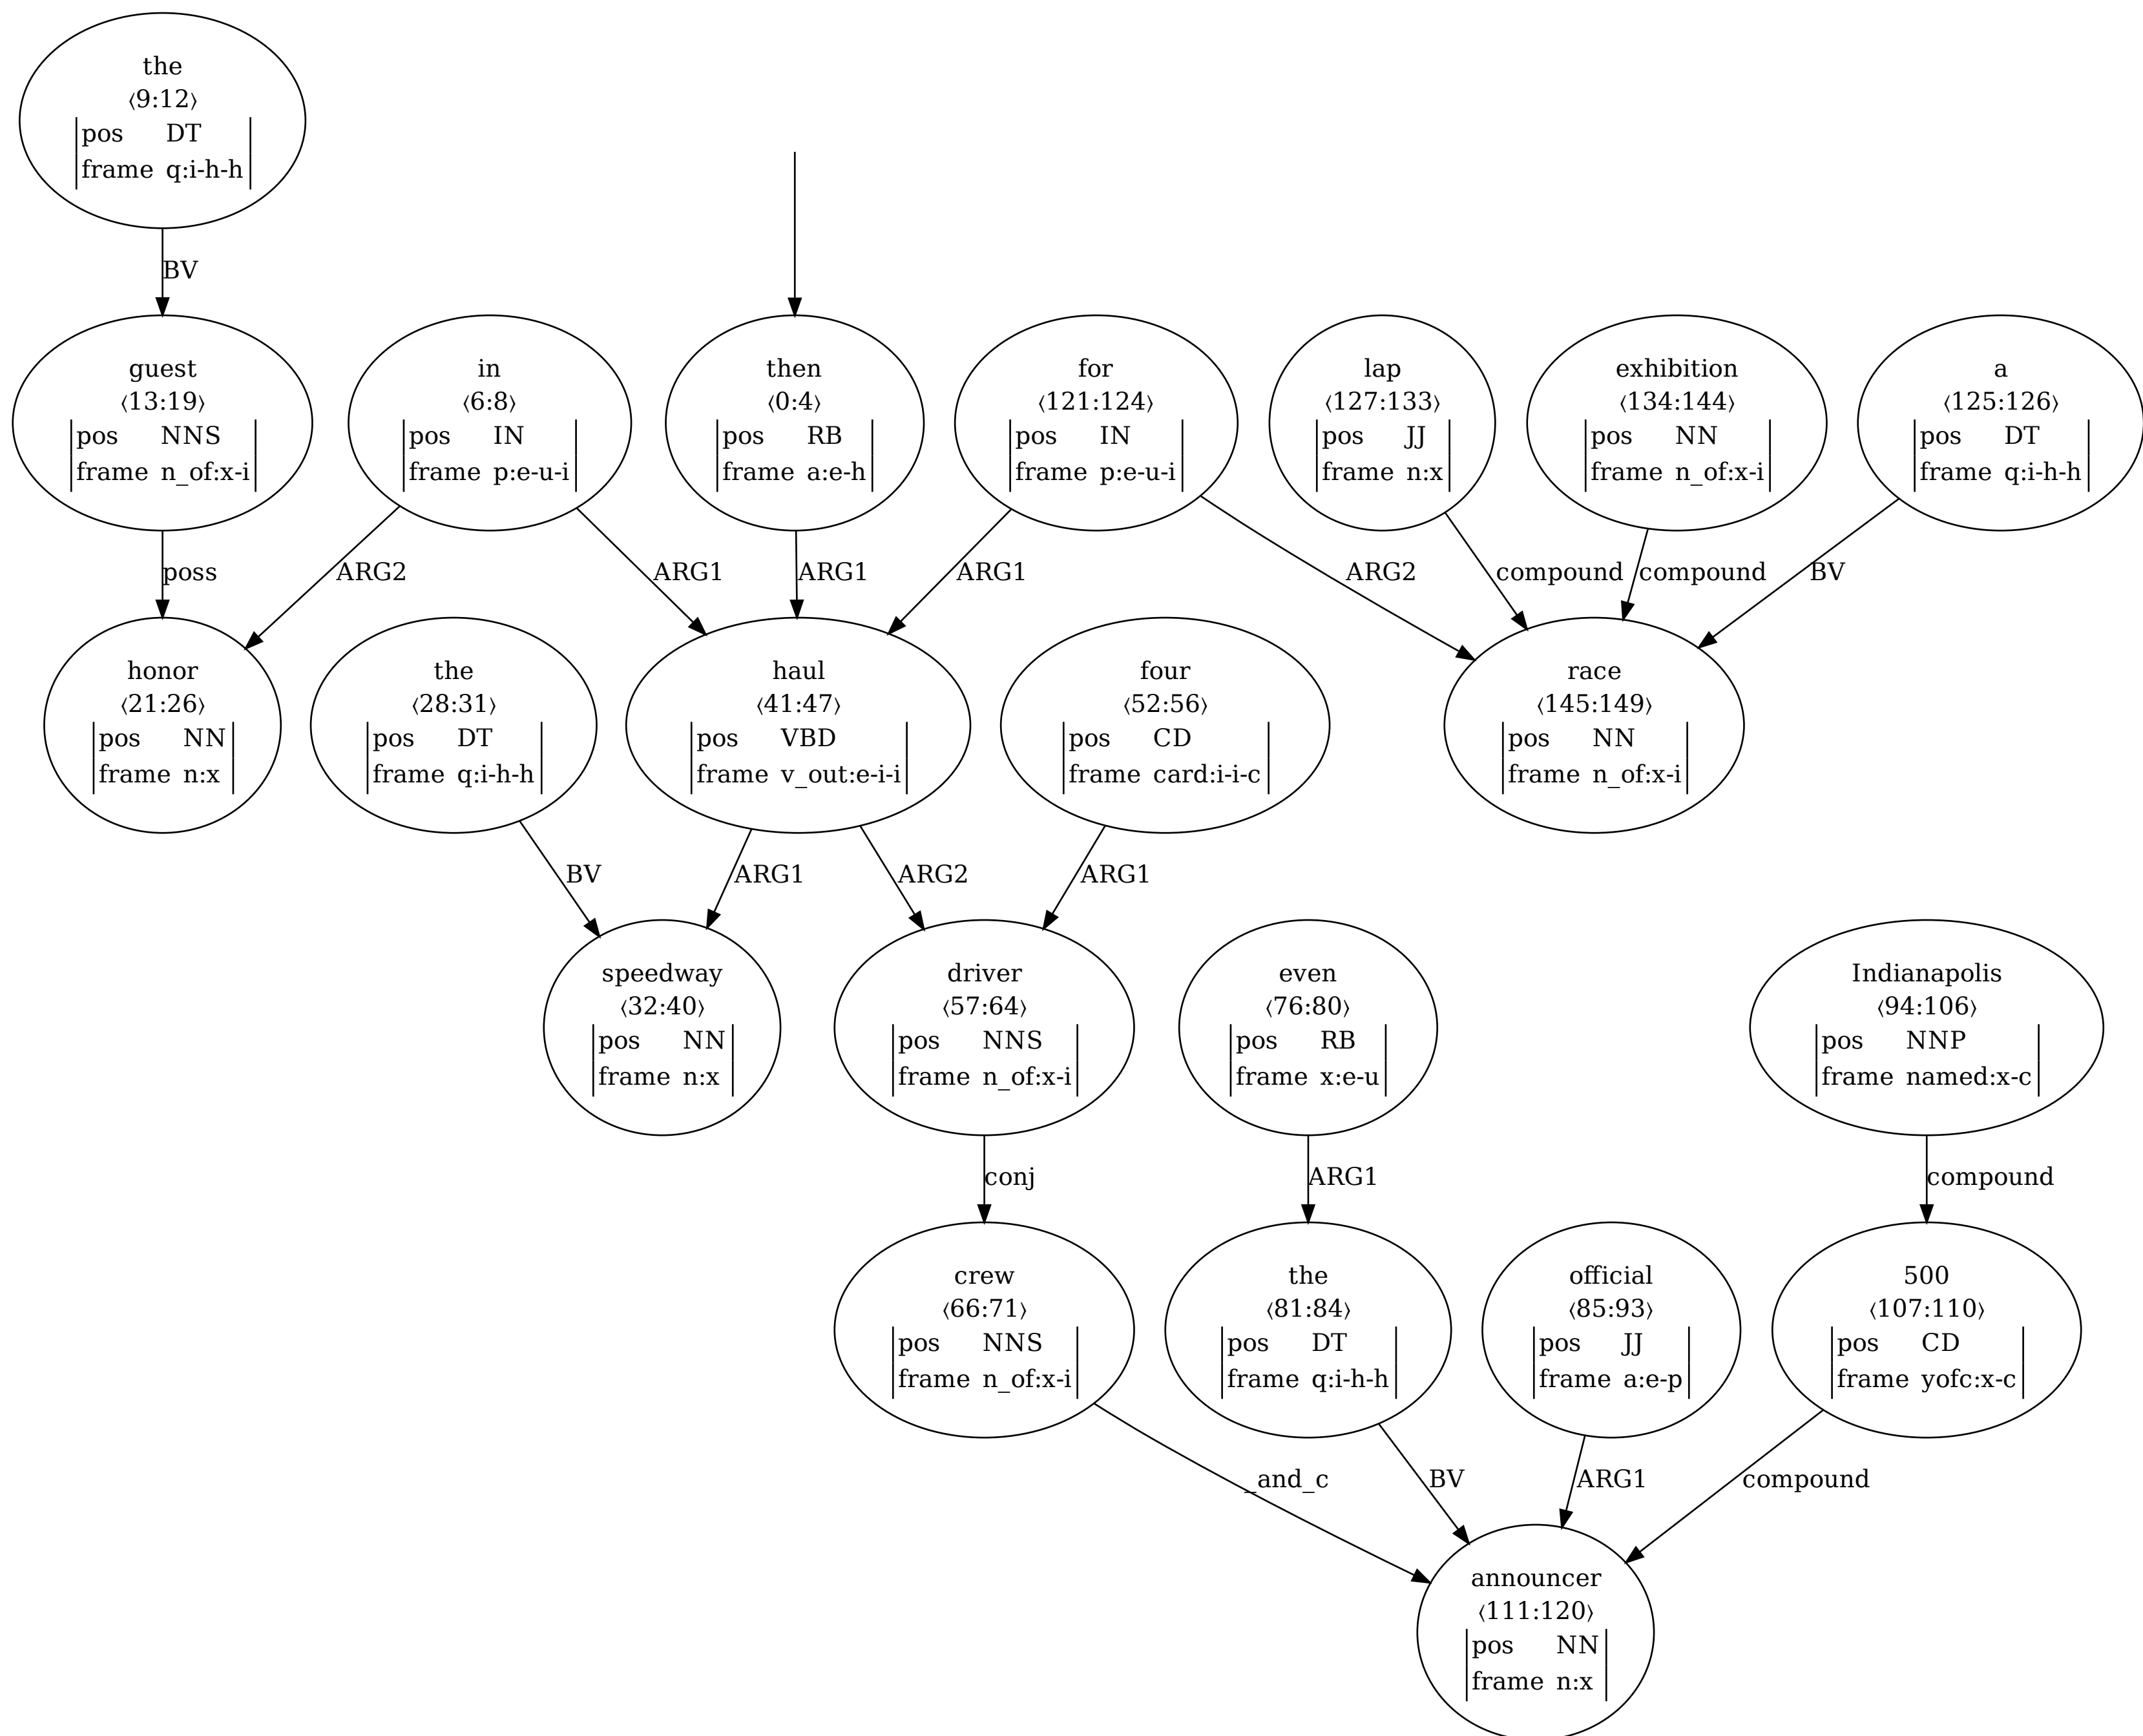 the
⟨9:12⟩
pos DT
frame q:i-h-h
BV
guest
⟨13:19⟩
pos NNS
frame n_of:x-i
in
⟨6:8⟩
pos IN
frame p:e-u-i
then
⟨0:4⟩
pos RB
frame a:e-h
for
⟨121:124⟩
pos IN
frame p:e-u-i
lap
⟨127:133⟩
pos JJ
frame n:x
exhibition
⟨134:144⟩
pos NN
frame n_of:x-i
a
⟨125:126⟩
pos DT
frame q:i-h-h
poss
ARG2
ARG1
ARG1
ARG1
ARG2
compound
compound
BV
honor
⟨21:26⟩
pos NN
frame n:x
the
⟨28:31⟩
pos DT
frame q:i-h-h
haul
⟨41:47⟩
pos VBD
frame v_out:e-i-i
four
⟨52:56⟩
pos CD
frame card:i-i-c
race
⟨145:149⟩
pos NN
frame n_of:x-i
BV
ARG1
ARG2
ARG1
speedway
⟨32:40⟩
pos NN
frame n:x
driver
⟨57:64⟩
pos NNS
frame n_of:x-i
even
⟨76:80⟩
pos RB
frame x:e-u
Indianapolis
⟨94:106⟩
pos NNP
frame named:x-c
conj
ARG1
compound
crew
⟨66:71⟩
pos NNS
frame n_of:x-i
the
⟨81:84⟩
pos DT
frame q:i-h-h
official
⟨85:93⟩
pos JJ
frame a:e-p
500
⟨107:110⟩
pos CD
frame yofc:x-c
_and_c
BV
ARG1
compound
announcer
⟨111:120⟩
pos NN
frame n:x